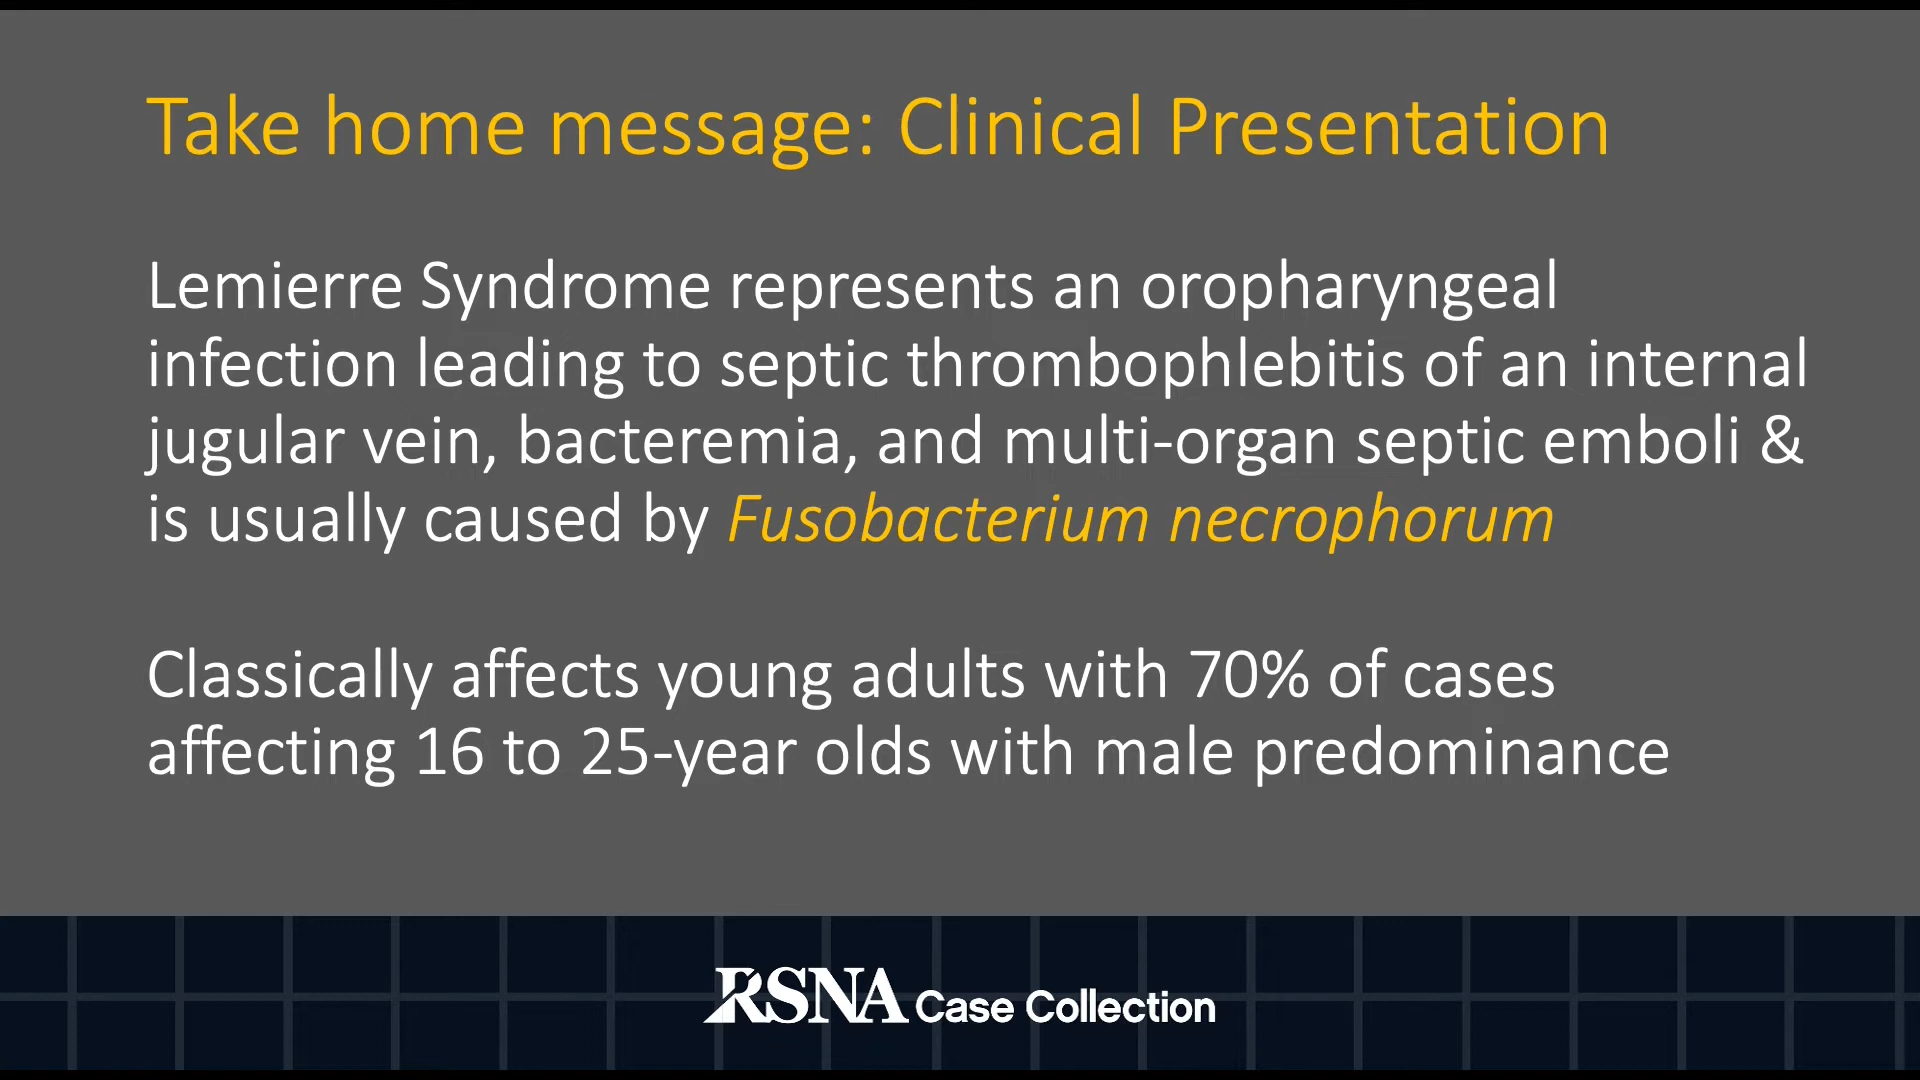 Take home message: Clinical Presentation
Lemierre Syndrome represents an oropharyngeal
infection leading to septic thrombophlebitis of an internal
jugular vein, bacteremia, and multi-organ septic emboli &
is usually caused by Fusobacterium necrophorum
Classically affects young adults with 70% of cases
affecting 16 to 25-year olds with male predominance
RSNA Case Collection